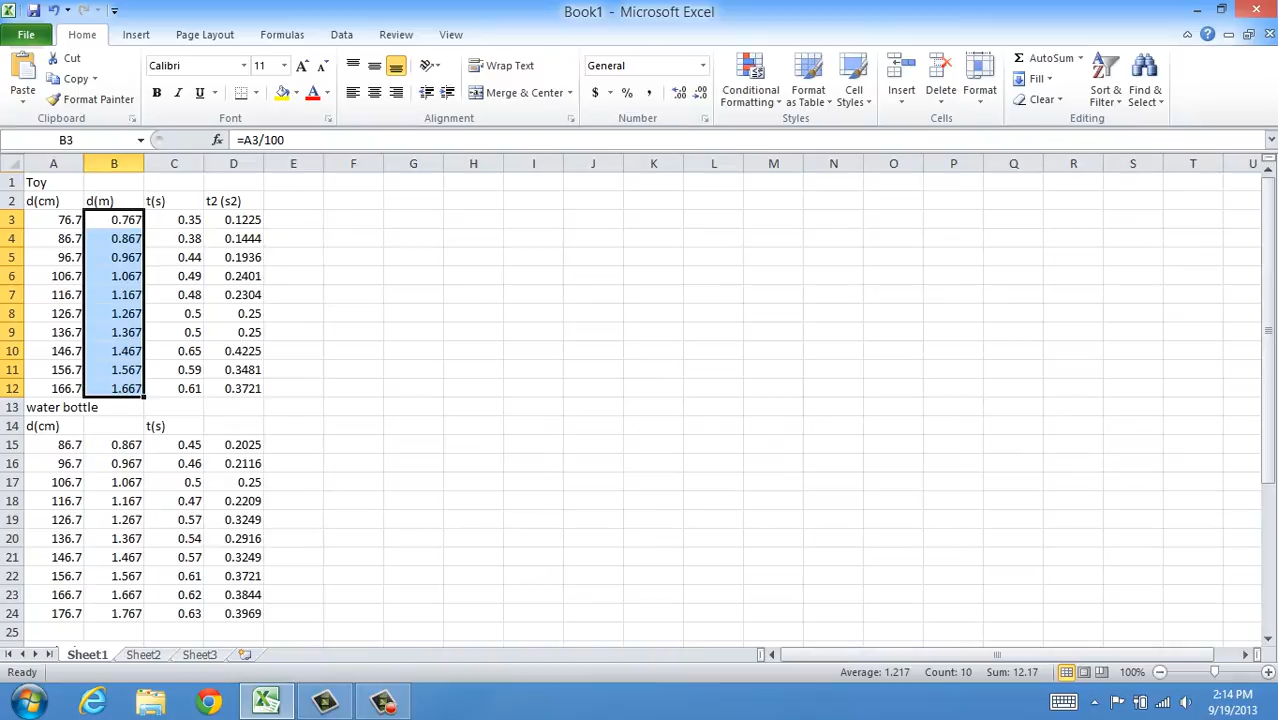 Book1 - Microsoft Excel
File Home Insert Page Layout Formulas Data Review View
Paste Cut Copy Format Painter Clipboard
Calibri 11 A A B I U A Font
Wrap Text Merge & Center Alignment
General $ % , .0 .00 .00 .0 Number
Conditional Formatting Format as Table Cell Styles Styles
Insert Delete Format Cells
Σ AutoSum Fill Clear Sort & Filter Find & Select Editing
B3 fx =A3/100
A B C D E F G H I J K L M N O P Q R S T U
1 Toy
2 d(cm) d(m) t(s) t2 (s2)
3 76.7 0.767 0.35 0.1225
4 86.7 0.867 0.38 0.1444
5 96.7 0.967 0.44 0.1936
6 106.7 1.067 0.49 0.2401
7 116.7 1.167 0.48 0.2304
8 126.7 1.267 0.5 0.25
9 136.7 1.367 0.5 0.25
10 146.7 1.467 0.65 0.4225
11 156.7 1.567 0.59 0.3481
12 166.7 1.667 0.61 0.3721
13 water bottle
14 d(cm) t(s)
15 86.7 0.867 0.45 0.2025
16 96.7 0.967 0.46 0.2116
17 106.7 1.067 0.5 0.25
18 116.7 1.167 0.47 0.2209
19 126.7 1.267 0.57 0.3249
20 136.7 1.367 0.54 0.2916
21 146.7 1.467 0.57 0.3249
22 156.7 1.567 0.61 0.3721
23 166.7 1.667 0.62 0.3844
24 176.7 1.767 0.63 0.3969
25
Sheet1 Sheet2 Sheet3
Ready Average: 1.217 Count: 10 Sum: 12.17 100%
2:14 PM
9/19/2013